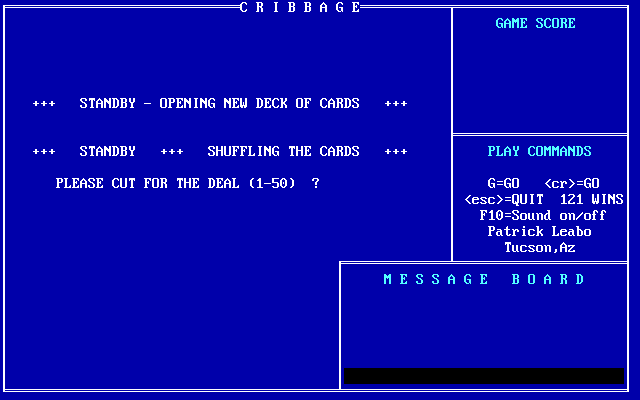 C R I B B A G E
+++ STANDBY - OPENING NEW DECK OF CARDS +++
+++ STANDBY +++ SHUFFLING THE CARDS +++
PLEASE CUT FOR THE DEAL (1-50) ?
GAME SCORE
PLAY COMMANDS
G=GO <cr>=GO
<esc>=QUIT 121 WINS
F10=Sound on/off
Patrick Leabo
Tucson,Az
M E S S A G E B O A R D